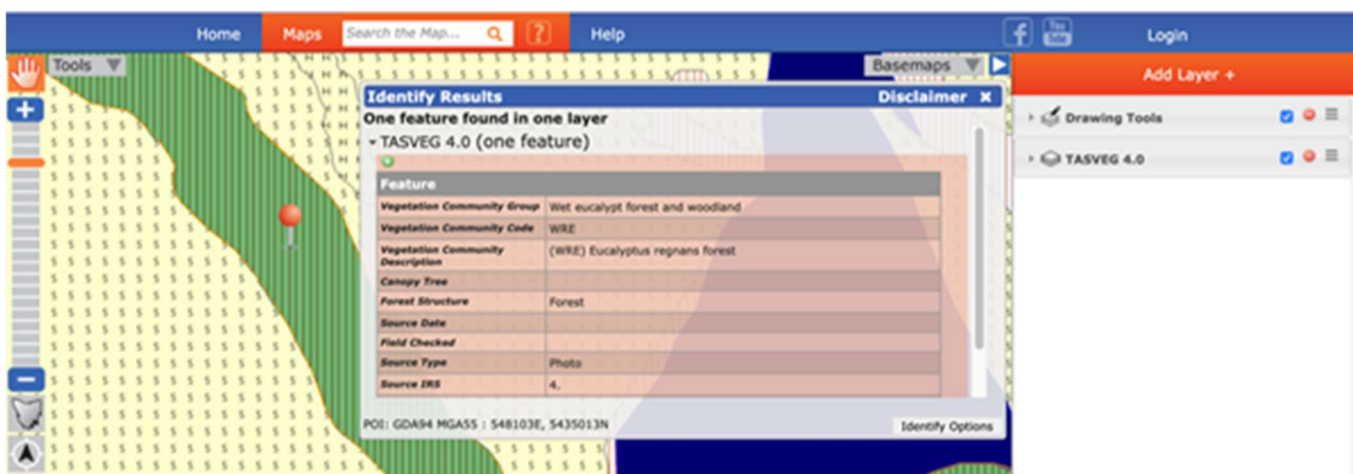 Home Maps Search the Map... ? Help f You Tube Login
Tools Basemaps Add Layer +
Identify Results Disclaimer x
One feature found in one layer
Drawing Tools
TASVEG 4.0 (one feature)
TASVEG 4.0
Feature
Vegetation Community Group Wet eucalypt forest and woodland
Vegetation Community Code WRE
Vegetation Community Description (WRE) Eucalyptus regnans forest
Canopy Tree
Forest Structure Forest
Source Date
Field Checked
Source Type Photo
Source IRS 4.
POI: GDA94 MGA55 : 548103E, 5435013N Identify Options